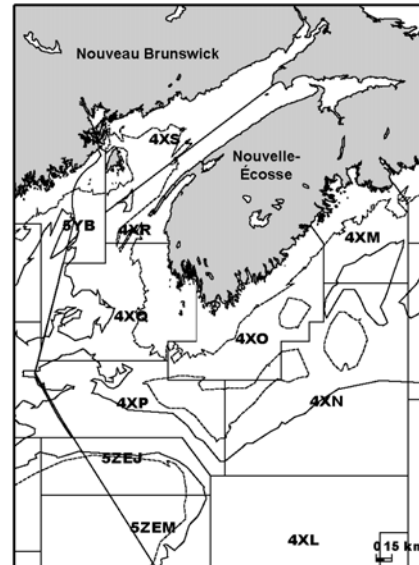 Nouveau Brunswick
4XS
Nouvelle-
Écosse
5YB
4XR
4XM
4XQ
4XO
4XP
4XN
5ZEJ
5ZEM
4XL
0 15 km